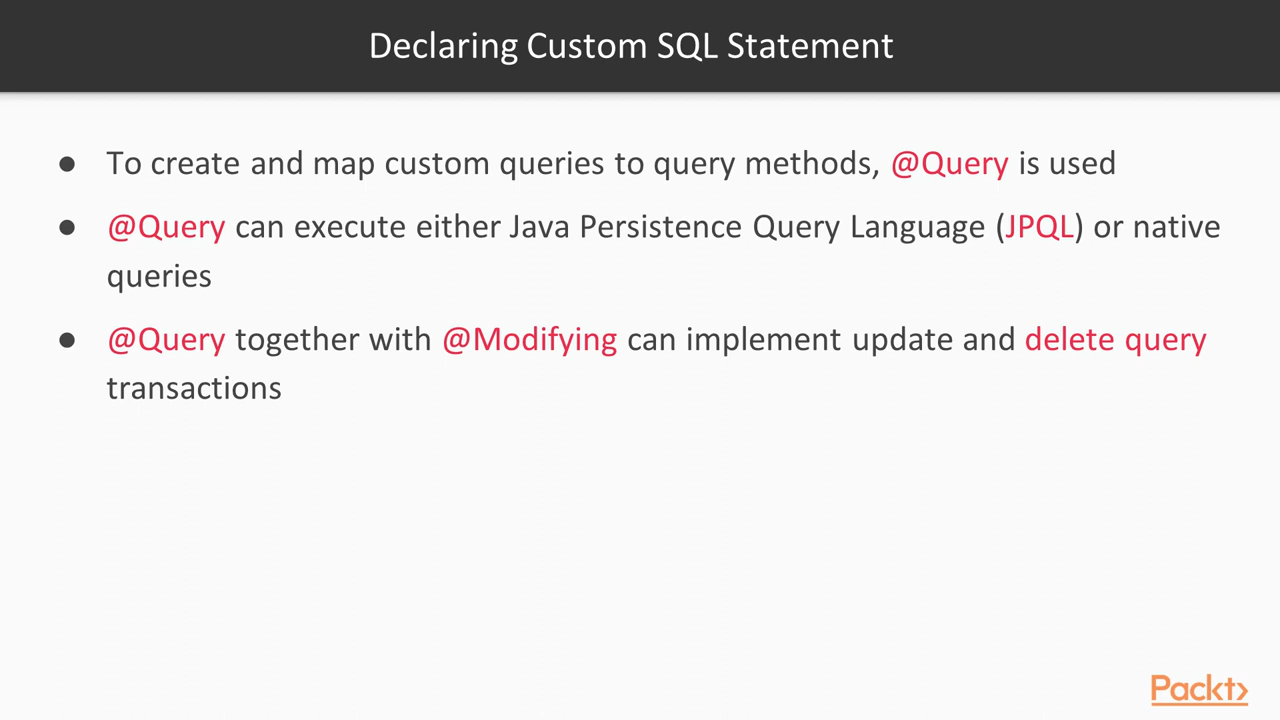 Declaring Custom SQL Statement
● To create and map custom queries to query methods, @Query is used
● @Query can execute either Java Persistence Query Language (JPQL) or native
queries
● @Query together with @Modifying can implement update and delete query
transactions
Packt>